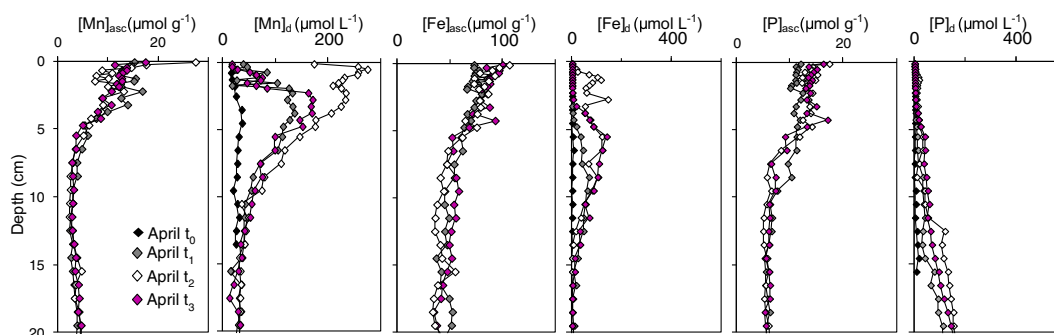 [Mn]asc(μmol g-1) [Mn]d (μmol L-1) [Fe]asc(μmol g-1) [Fe]d (μmol L-1) [P]asc(μmol g-1) [P]d (μmol L-1)
0 20 0 200 0 100 0 400 0 20 0 400
0
5
10
15
20
Depth (cm)
April t0
April t1
April t2
April t3